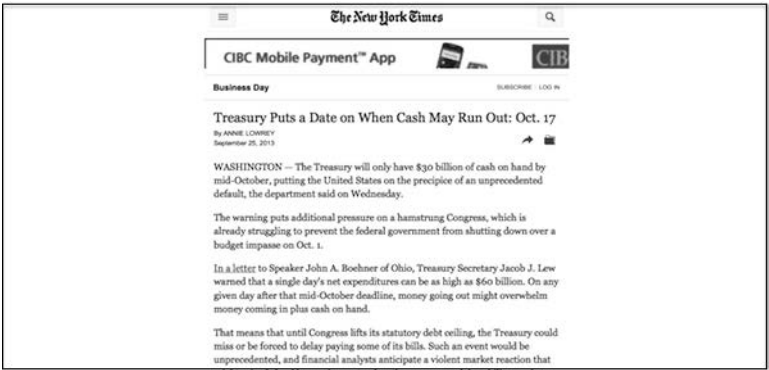 The New York Times
CIBC Mobile Payment™ App
CIB
Business Day
SUBSCRIBE LOG IN
Treasury Puts a Date on When Cash May Run Out: Oct. 17
By ANNIE LOWREY
September 25, 2013
WASHINGTON — The Treasury will only have $30 billion of cash on hand by
mid-October, putting the United States on the precipice of an unprecedented
default, the department said on Wednesday.
The warning puts additional pressure on a hamstrung Congress, which is
already struggling to prevent the federal government from shutting down over a
budget impasse on Oct. 1.
In a letter to Speaker John A. Boehner of Ohio, Treasury Secretary Jacob J. Lew
warned that a single day's net expenditures can be as high as $60 billion. On any
given day after that mid-October deadline, money going out might overwhelm
money coming in plus cash on hand.
That means that until Congress lifts its statutory debt ceiling, the Treasury could
miss or be forced to delay paying some of its bills. Such an event would be
unprecedented, and financial analysts anticipate a violent market reaction that